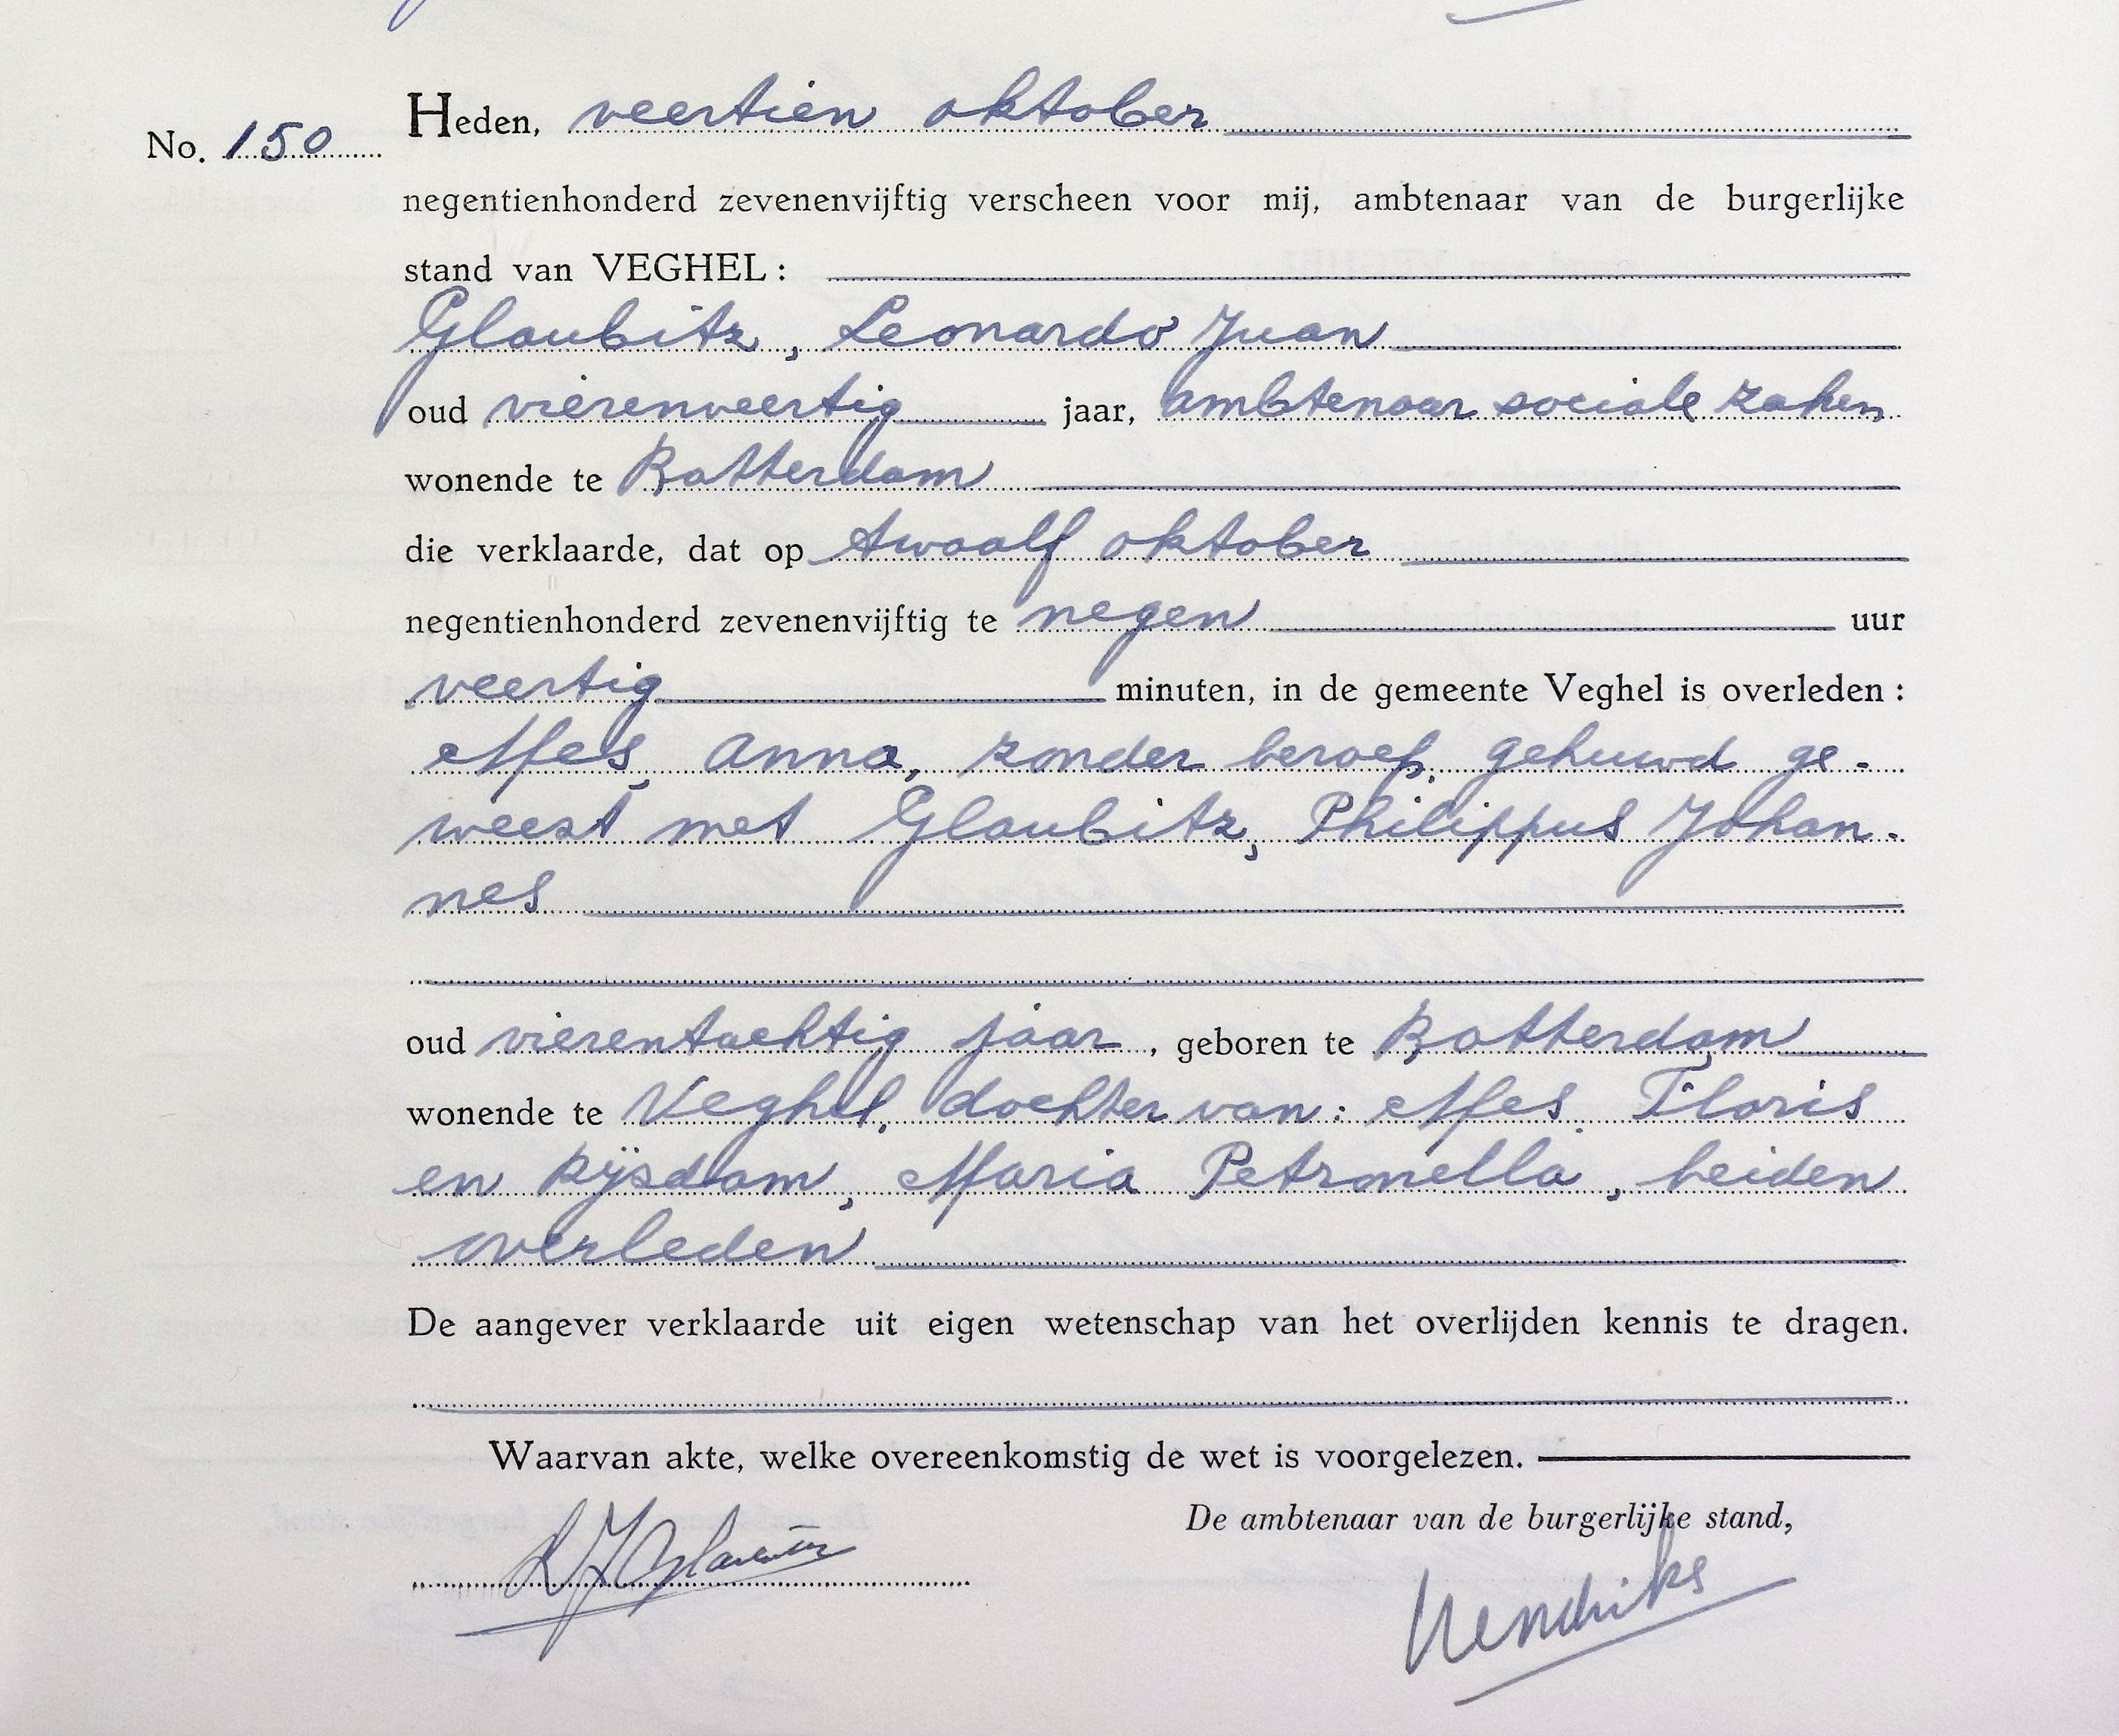 No. 150
Heden, veertien oktober
negentienhonderd zevenenvijftig verscheen voor mij, ambtenaar van de burgerlijke
stand van VEGHEL :
Glaubitz, Leonardo Juan
oud vierenveertig jaar, ambtenaar sociale zaken
wonende te Rotterdam
die verklaarde, dat op twaalf oktober
negentienhonderd zevenenvijftig te negen uur
veertig minuten, in de gemeente Veghel is overleden :
Mes, Anna, zonder beroep, gehuwd ge-
weest met Glaubitz, Philippus Johan-
nes
oud vierentachtig jaar, geboren te Rotterdam
wonende te Veghel, dochter van: Mes Floris
en Rijsdam, Maria Petronella, beiden
overleden
De aangever verklaarde uit eigen wetenschap van het overlijden kennis te dragen.
Waarvan akte, welke overeenkomstig de wet is voorgelezen.
De ambtenaar van de burgerlijke stand,
LJGlaubitz
Hendriks